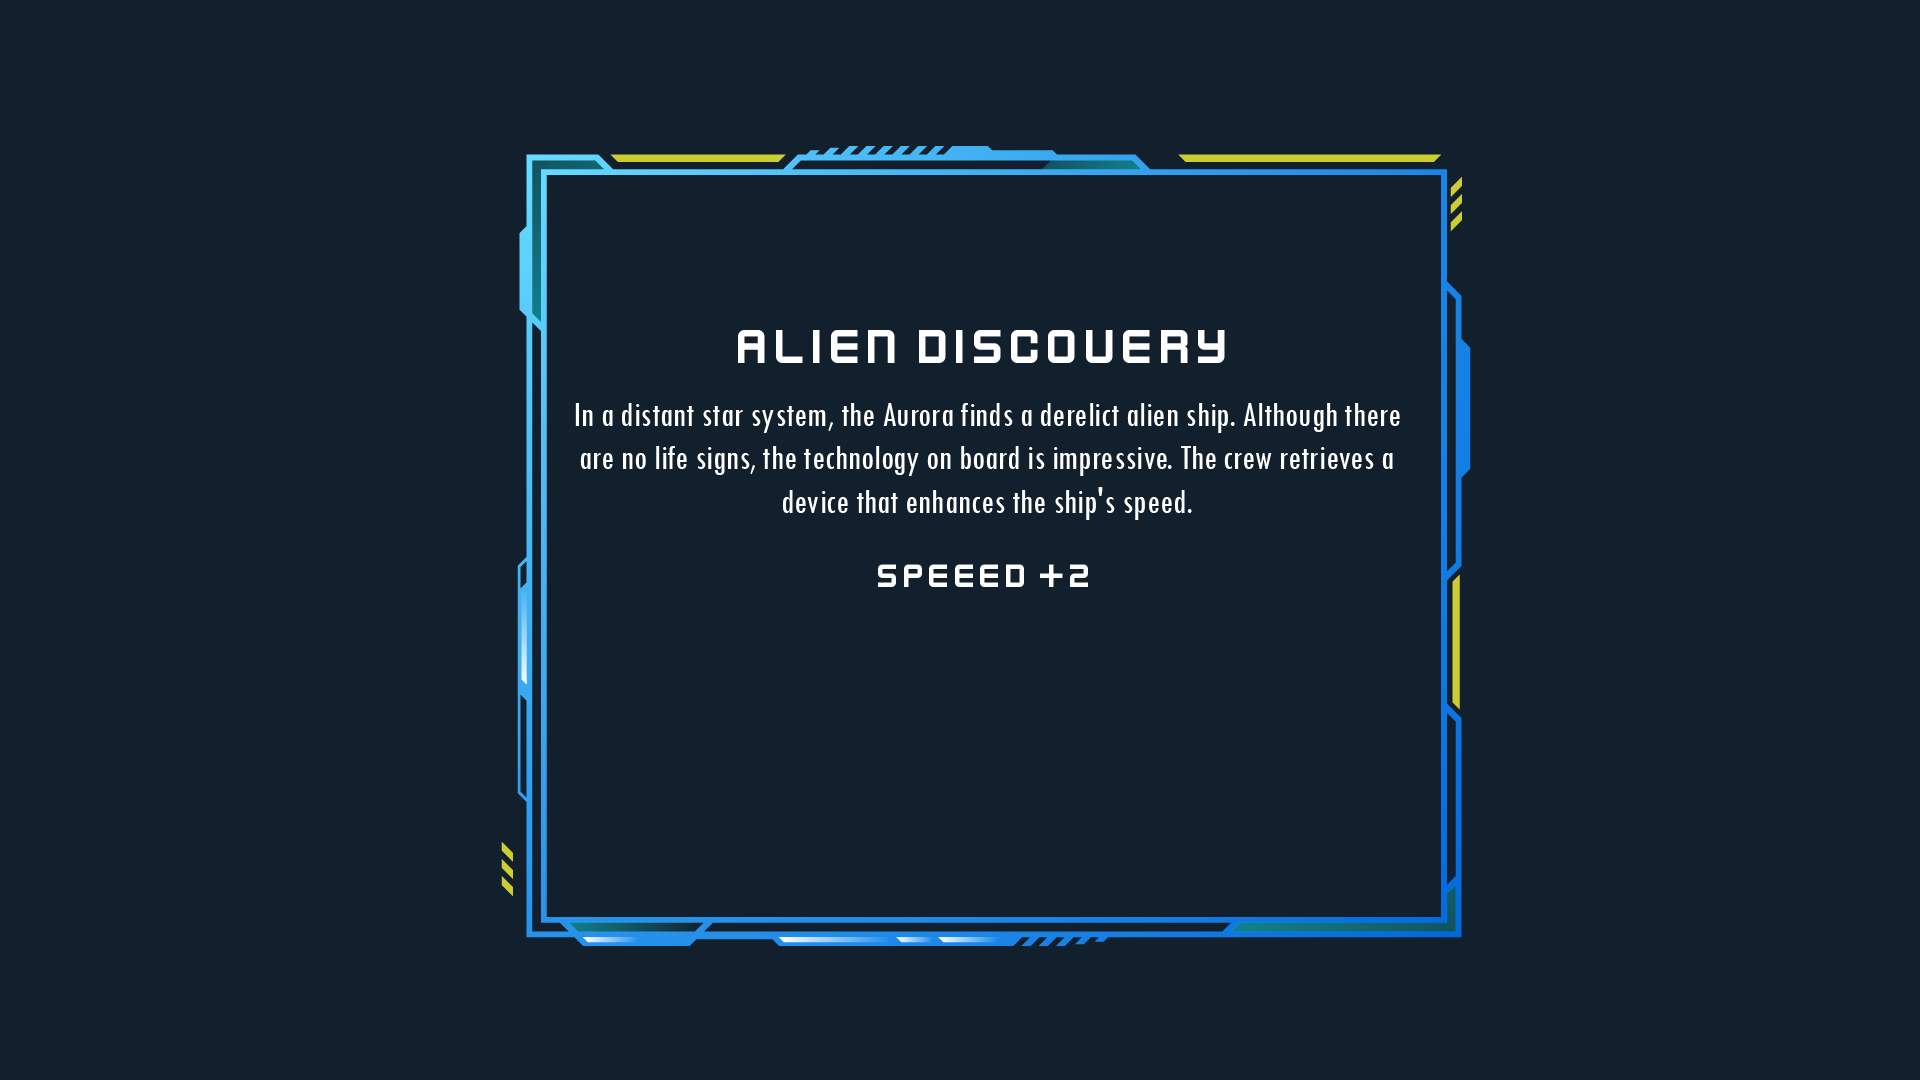 ALIEN DISCOVERY
In a distant star system, the Aurora finds a derelict alien ship. Although there
are no life signs, the technology on board is impressive. The crew retrieves a
device that enhances the ship's speed.
SPEEED +2